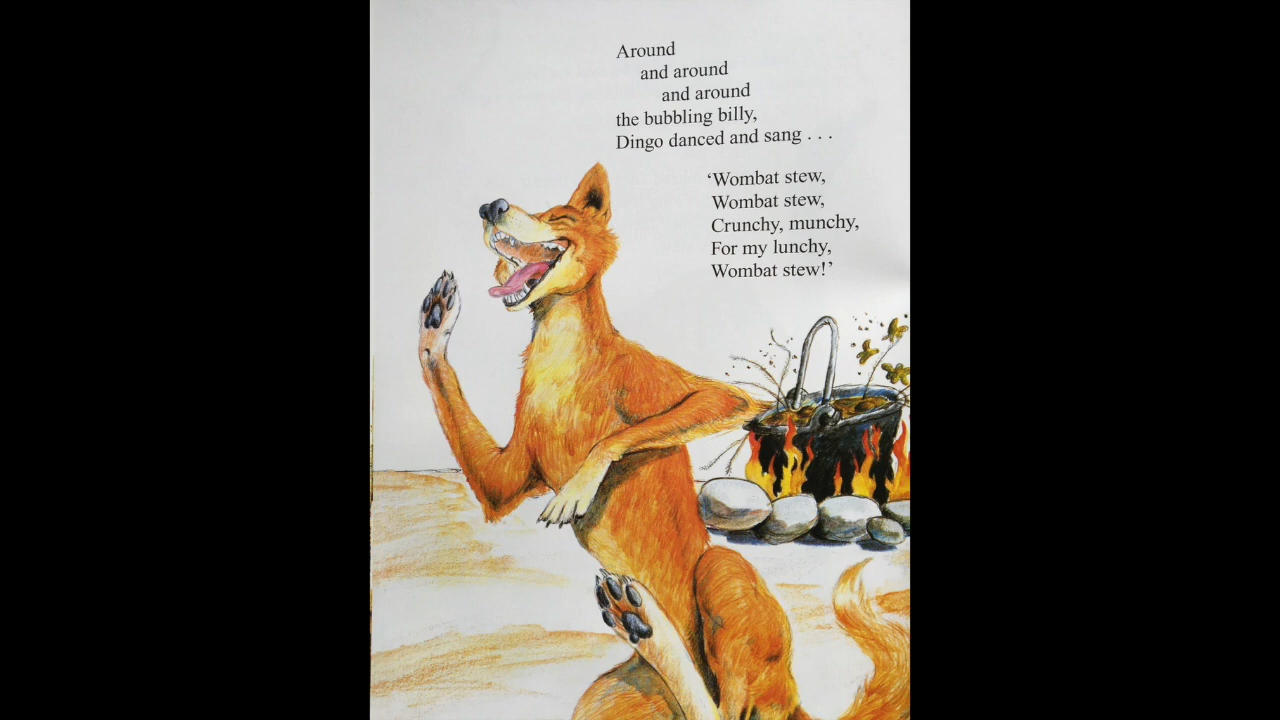 Around
and around
and around
the bubbling billy,
Dingo danced and sang . . .
‘Wombat stew,
Wombat stew,
Crunchy, munchy,
For my lunchy,
Wombat stew!’